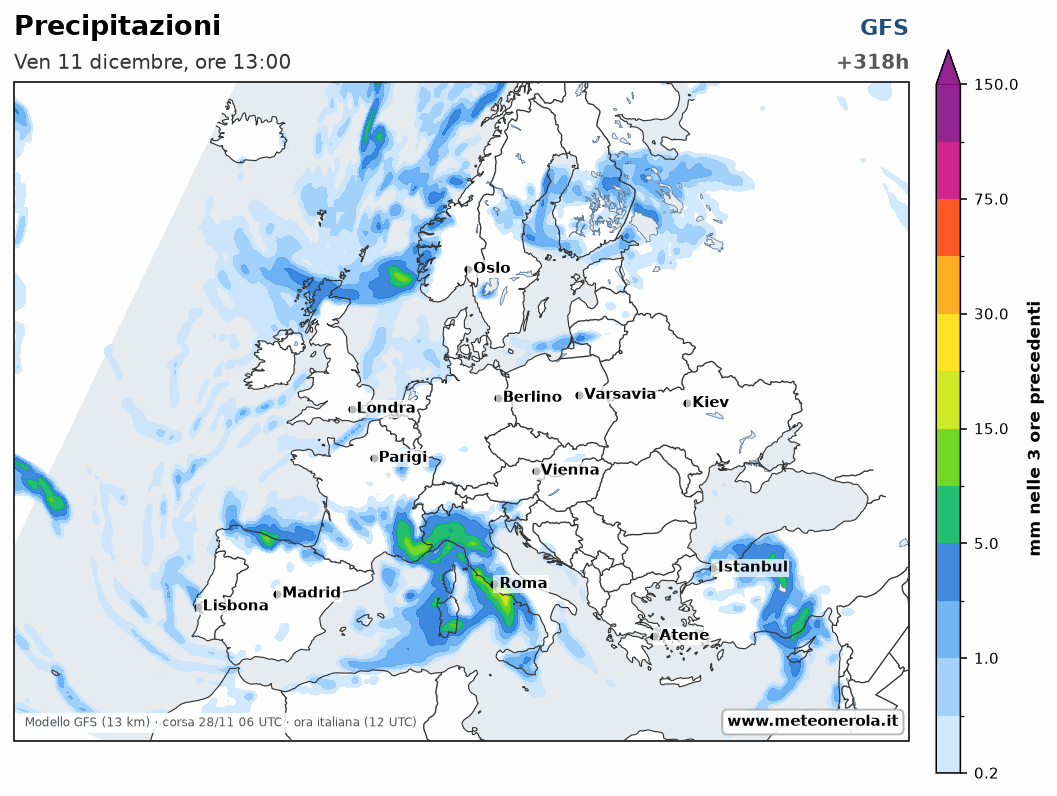 Precipitazioni
GFS
Ven 11 dicembre, ore 13:00
+318h
Oslo
Londra
Berlino
Varsavia
Kiev
Parigi
Vienna
Madrid
Lisbona
Roma
Istanbul
Atene
Modello GFS (13 km) · corsa 28/11 06 UTC · ora italiana (12 UTC)
www.meteonerola.it
150.0
75.0
30.0
15.0
5.0
1.0
0.2
mm nelle 3 ore precedenti